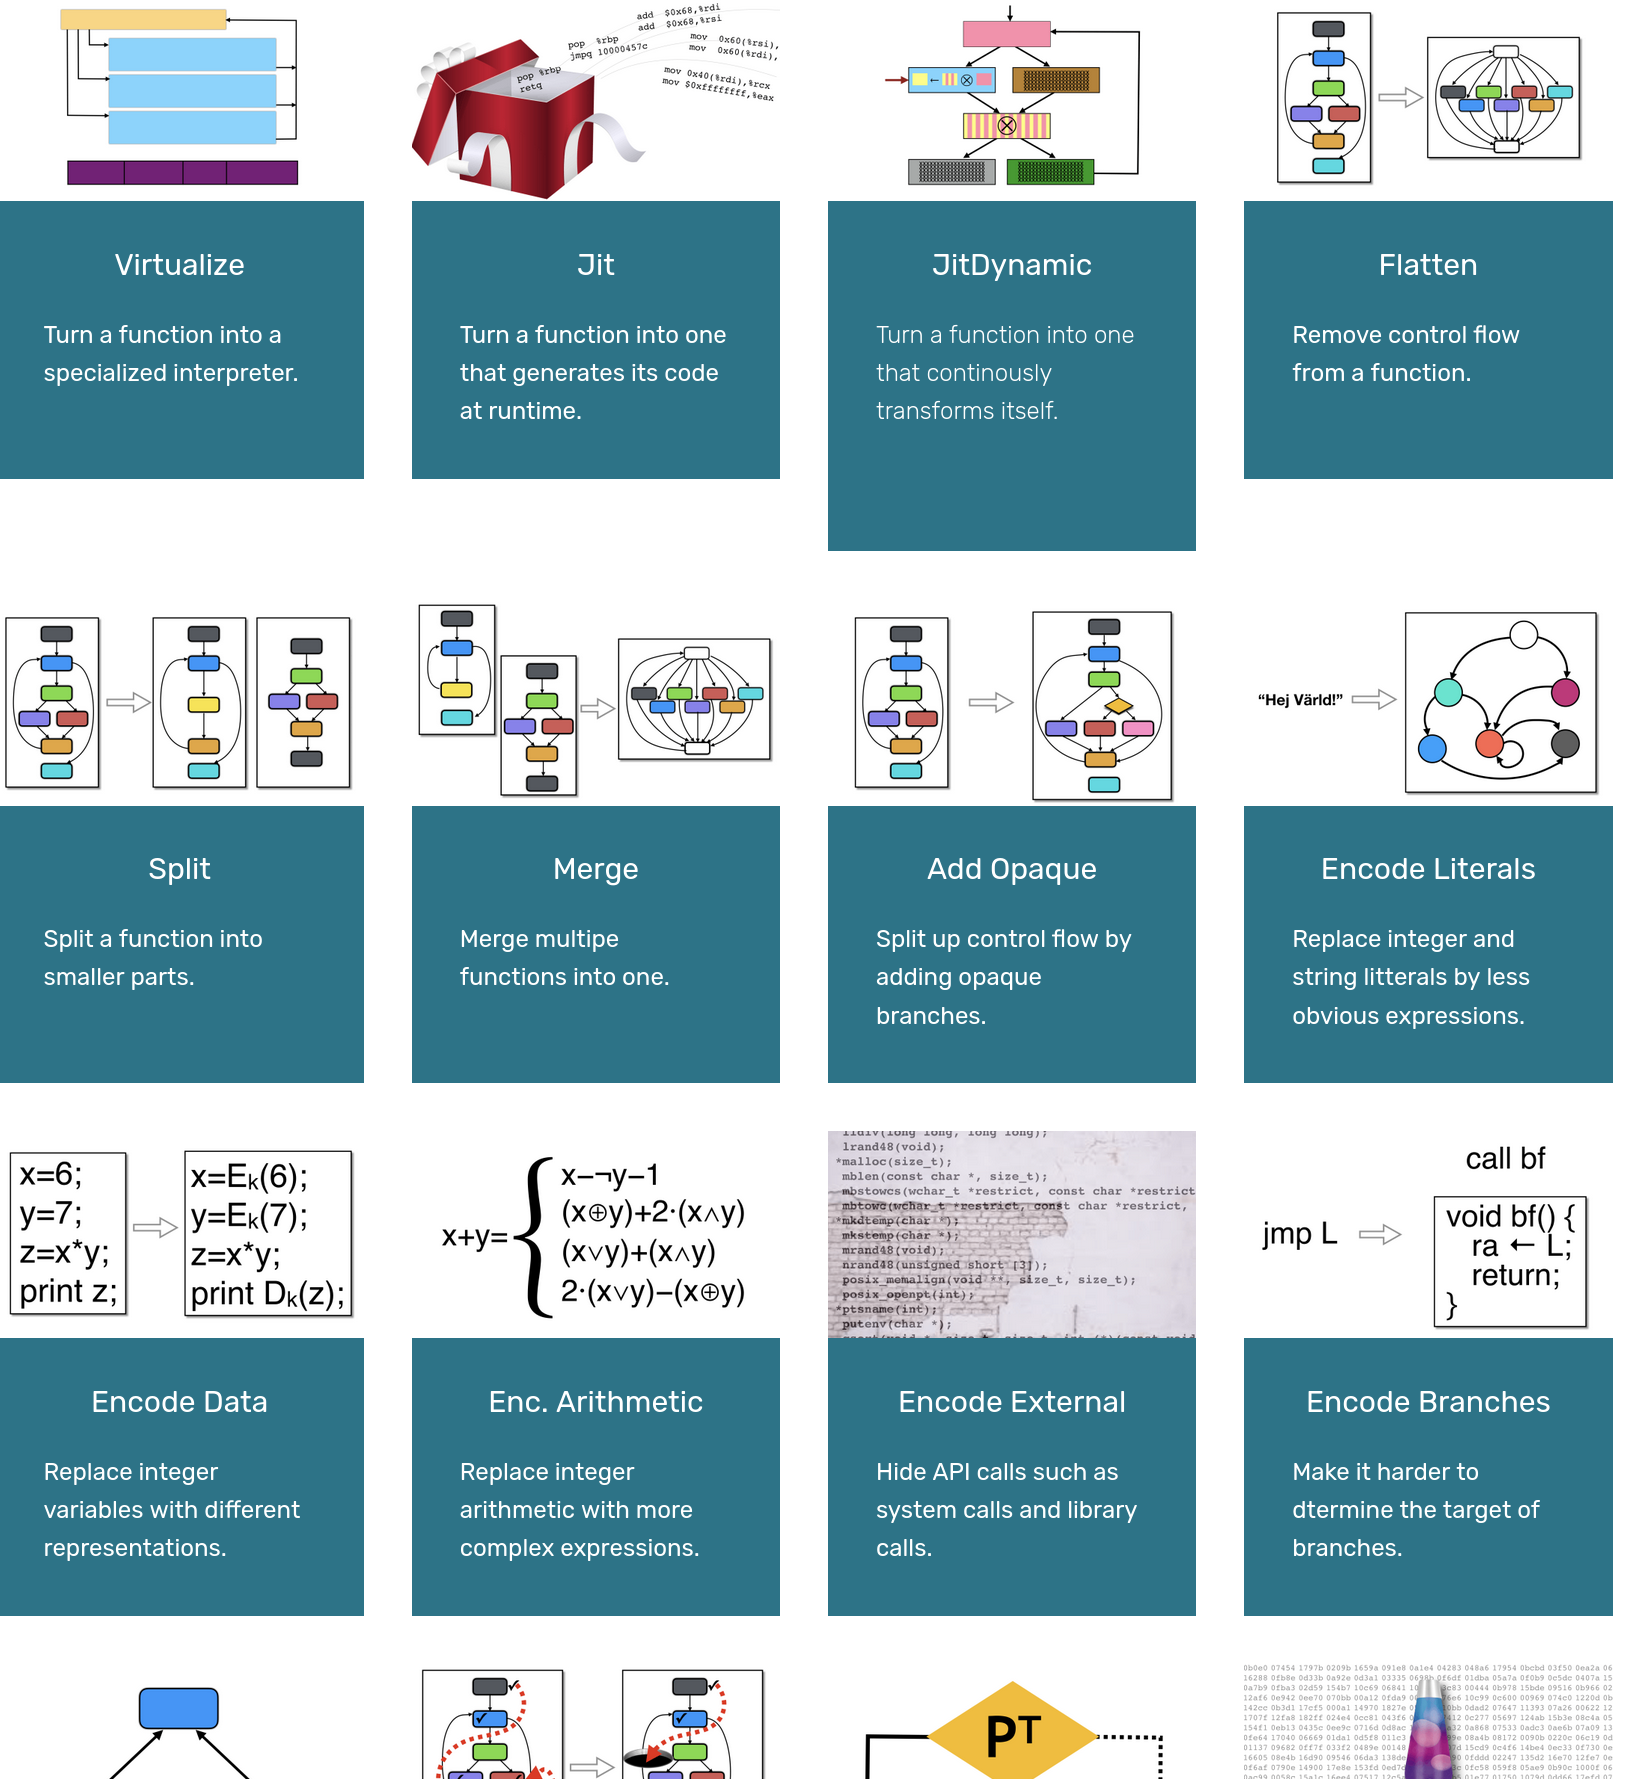 add $0x68,%rdi
add $0x68,%rsi
pop %rbp
jmpq 10000457c
mov 0x60(%rsi),
mov 0x60(%rdi),
pop %rbp
retq
mov 0x40(%rdi),%rcx
mov $0xffffffff,%eax
Virtualize
Turn a function into a
specialized interpreter.
Jit
Turn a function into one
that generates its code
at runtime.
JitDynamic
Turn a function into one
that continously
transforms itself.
Flatten
Remove control flow
from a function.
“Hej Värld!”
Split
Split a function into
smaller parts.
Merge
Merge multipe
functions into one.
Add Opaque
Split up control flow by
adding opaque
branches.
Encode Literals
Replace integer and
string litterals by less
obvious expressions.
x=6;
y=7;
z=x*y;
print z;
x=Eₖ(6);
y=Eₖ(7);
z=x*y;
print Dₖ(z);
x+y=
x−¬y−1
(x⊕y)+2·(x∧y)
(x∨y)+(x∧y)
2·(x∨y)−(x⊕y)
lldiv(long long, long long);
lrand48(void);
*malloc(size_t);
mblen(const char *, size_t);
mbstowcs(wchar_t *restrict, const char *restrict
mbtowc(wchar_t *restrict, const char *restrict,
*mkdtemp(char *);
mkstemp(char *);
mrand48(void);
nrand48(unsigned short [3]);
posix_memalign(void **, size_t, size_t);
posix_openpt(int);
*ptsname(int);
putenv(char *);
call bf
jmp L
void bf() {
ra ← L;
return;
}
Encode Data
Replace integer
variables with different
representations.
Enc. Arithmetic
Replace integer
arithmetic with more
complex expressions.
Encode External
Hide API calls such as
system calls and library
calls.
Encode Branches
Make it harder to
dtermine the target of
branches.
PT